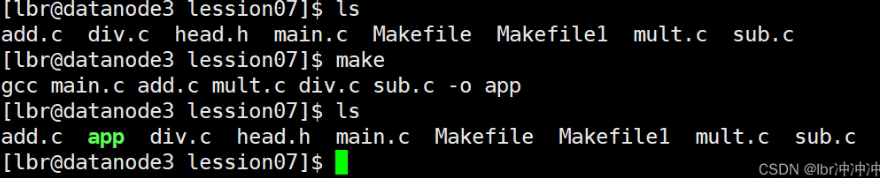 [lbr@datanode3 lession07]$ ls
add.c  div.c  head.h  main.c  Makefile  Makefile1  mult.c  sub.c
[lbr@datanode3 lession07]$ make
gcc main.c add.c mult.c div.c sub.c -o app
[lbr@datanode3 lession07]$ ls
add.c  app  div.c  head.h  main.c  Makefile  Makefile1  mult.c  sub.c
[lbr@datanode3 lession07]$
CSDN @lbr冲冲冲